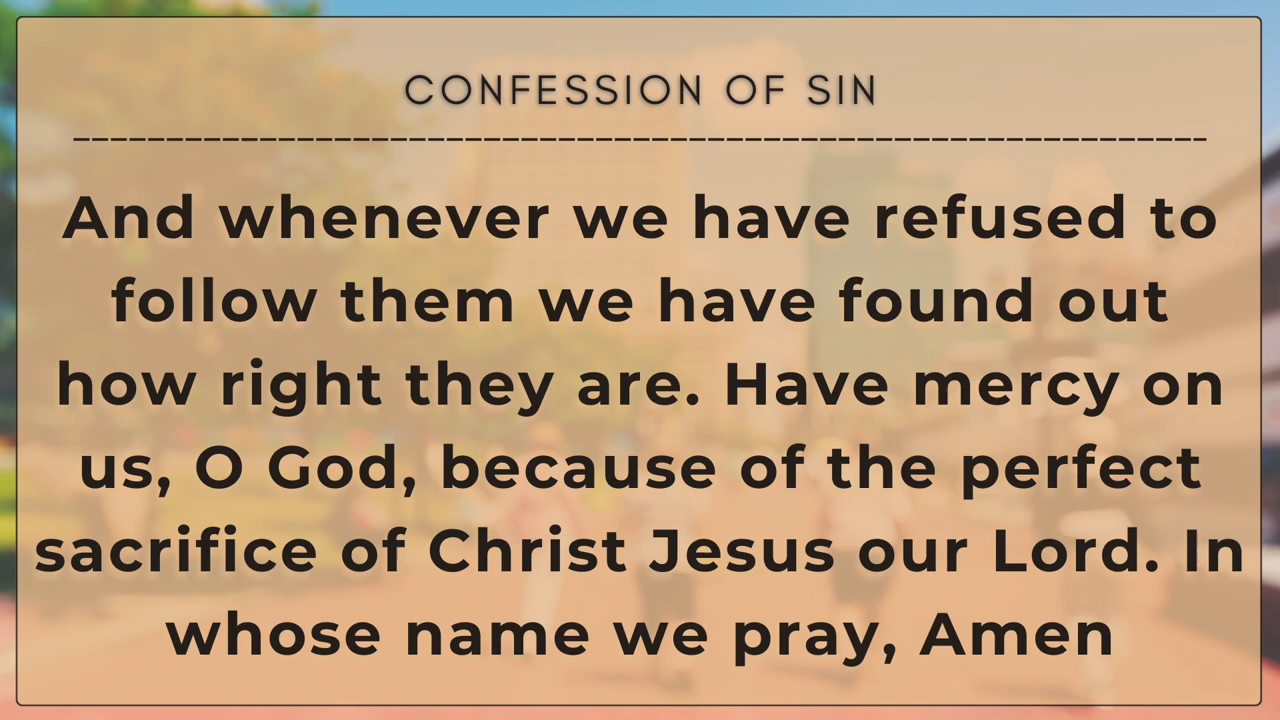 CONFESSION OF SIN
And whenever we have refused to
follow them we have found out
how right they are. Have mercy on
us, O God, because of the perfect
sacrifice of Christ Jesus our Lord. In
whose name we pray, Amen